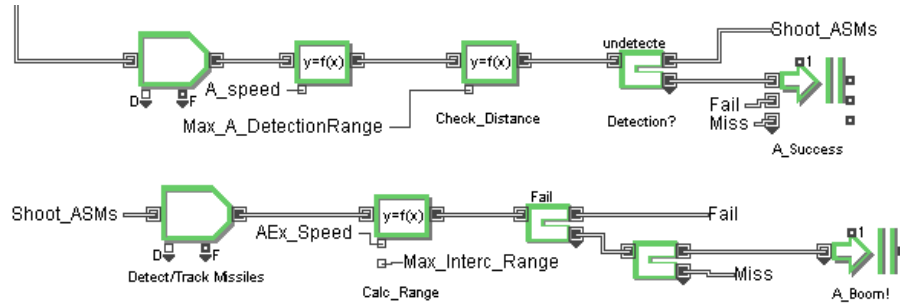 Shoot_ASMs
undetecte
y=f(x)
y=f(x)
1
A_speed
D
F
Fail
Max_A_DetectionRange
Check_Distance
Detection?
Miss
A_Success
Fail
Shoot_ASMs
y=f(x)
Fail
AEx_Speed
D
F
Max_Interc_Range
Miss
1
Detect/Track Missiles
Calc_Range
A_Boom!